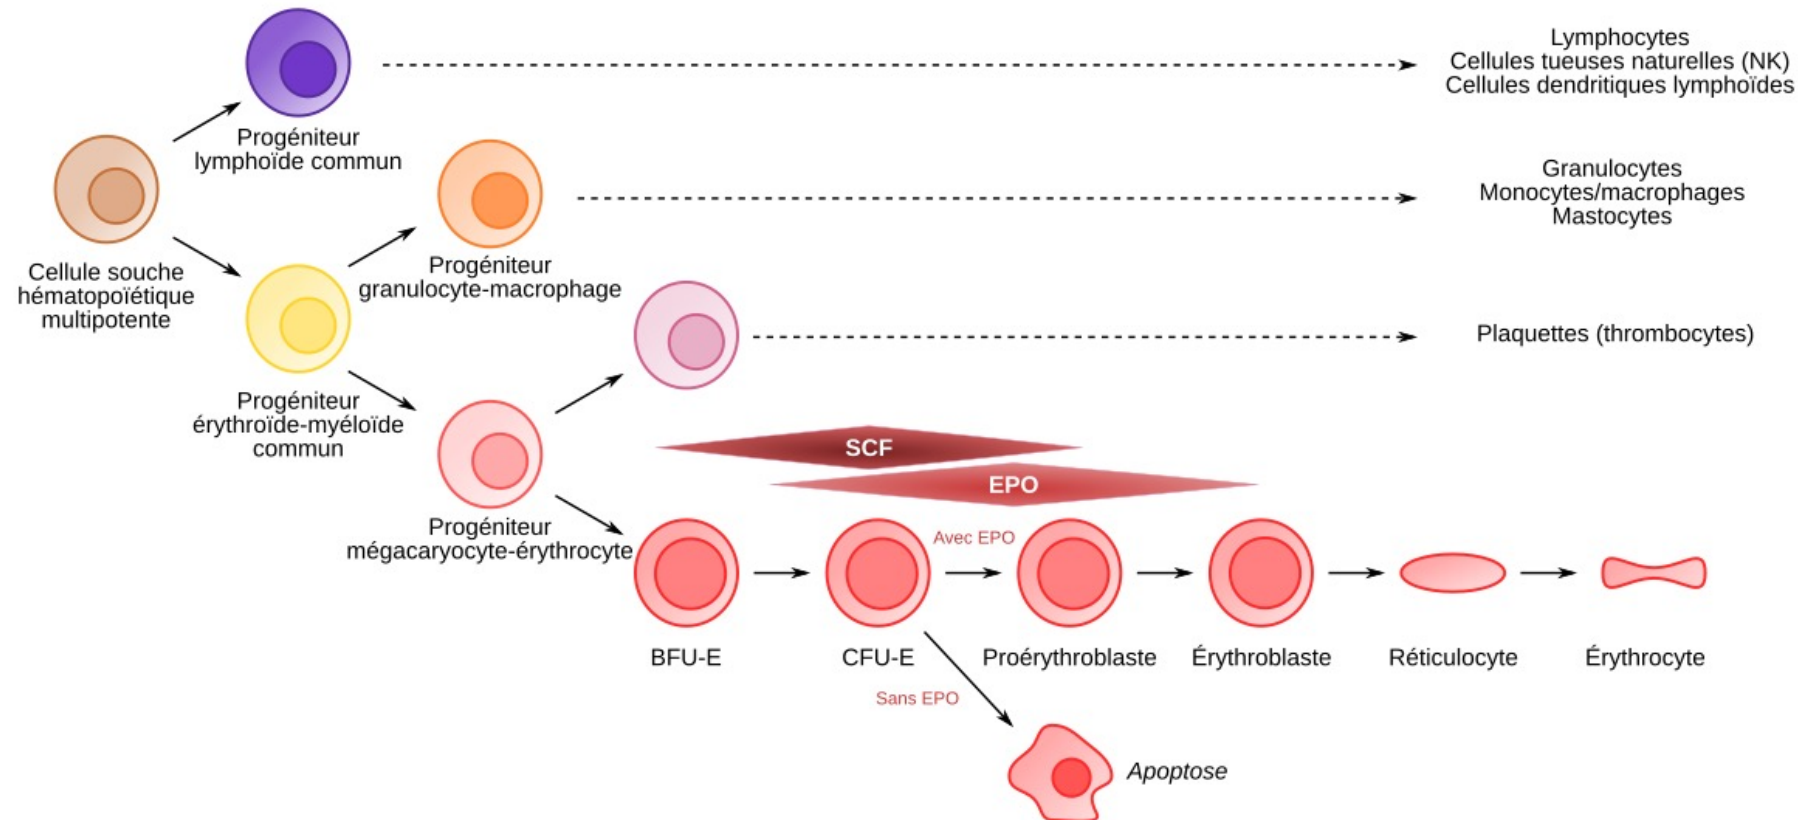 Lymphocytes
Cellules tueuses naturelles (NK)
Cellules dendritiques lymphoïdes
Progéniteur
lymphoïde commun
Granulocytes
Monocytes/macrophages
Mastocytes
Cellule souche
hématopoïétique
multipotente
Progéniteur
granulocyte-macrophage
Plaquettes (thrombocytes)
Progéniteur
érythroïde-myéloïde
commun
SCF
EPO
Progéniteur
mégacaryocyte-érythrocyte
Avec EPO
BFU-E
CFU-E
Proérythroblaste
Érythroblaste
Réticulocyte
Érythrocyte
Sans EPO
Apoptose